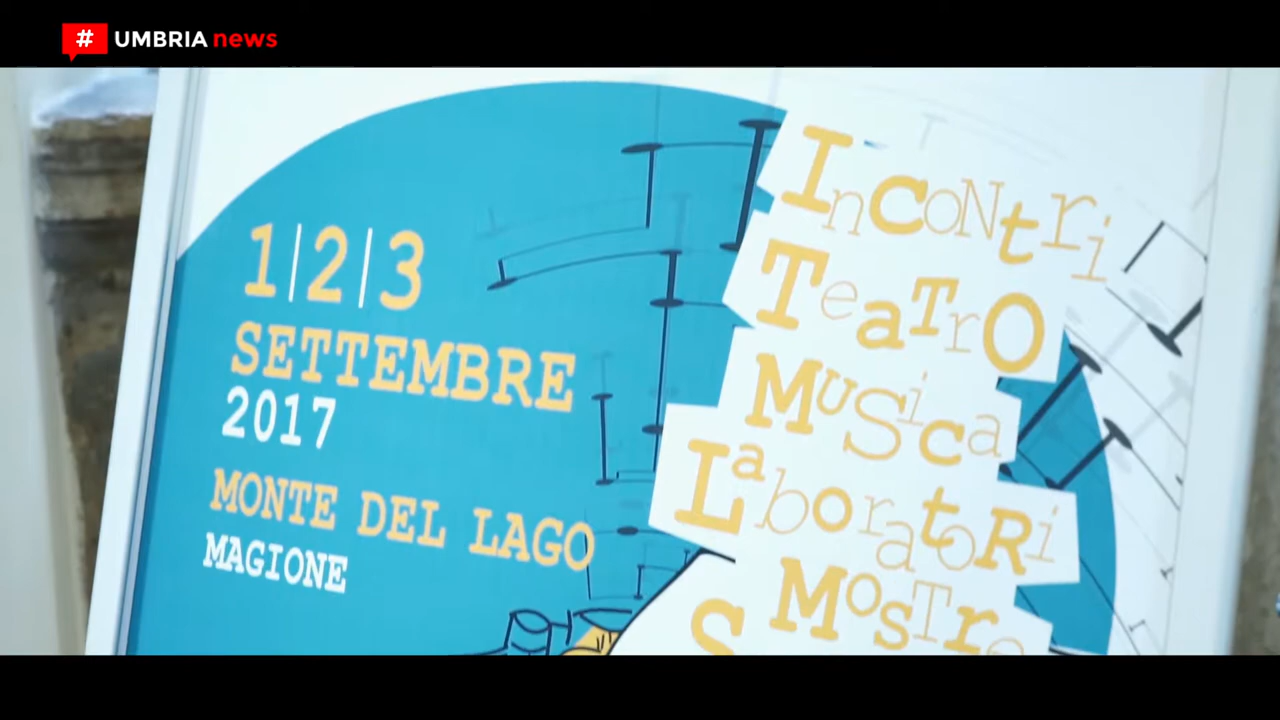 # UMBRIA news
1|2|3
SETTEMBRE
2017
MONTE DEL LAGO
MAGIONE
InCoNtri
TeaTrO
MUSica
LaboratoRi
MosTre
S